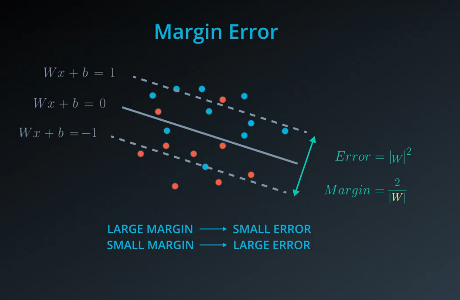 Margin Error
Wx + b = 1
Wx + b = 0
Wx + b =−1
Error = |W|²
Margin = 2/|W|
LARGE MARGIN → SMALL ERROR
SMALL MARGIN → LARGE ERROR